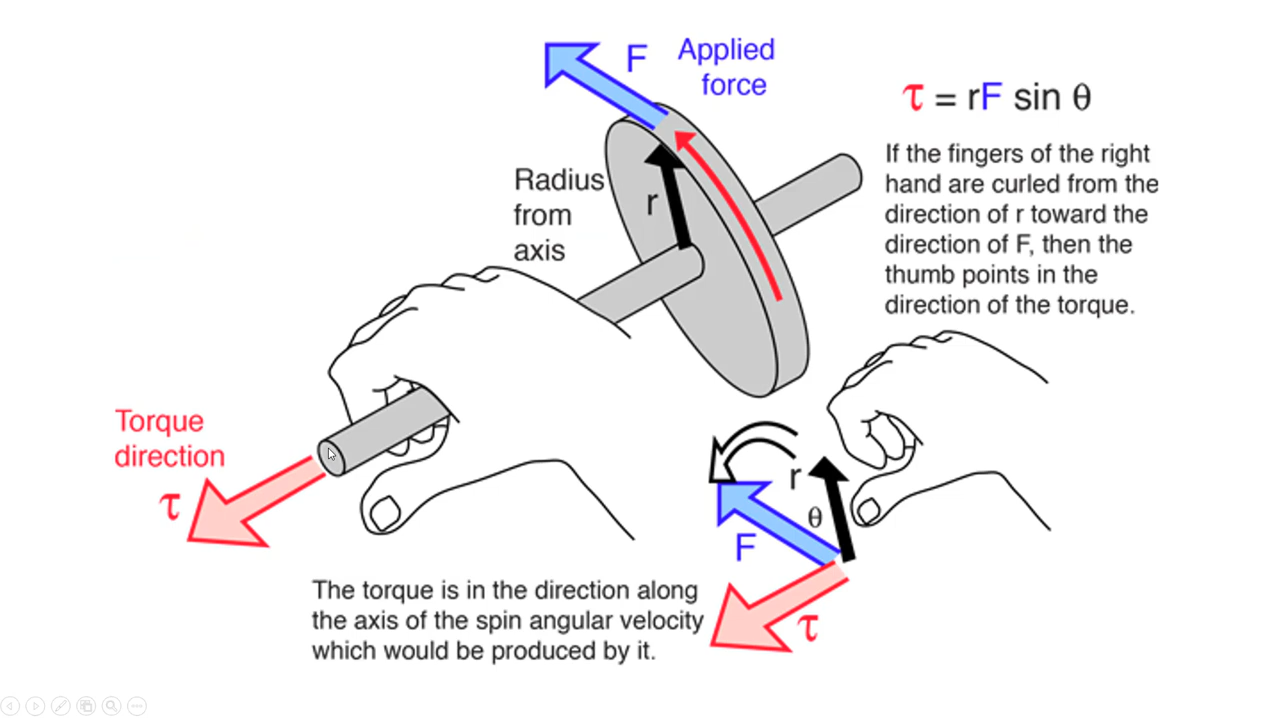 F
Applied
force
τ = rF sin θ
If the fingers of the right
hand are curled from the
direction of r toward the
direction of F, then the
thumb points in the
direction of the torque.
Radius
from
axis
r
Torque
direction
τ
r
θ
F
τ
The torque is in the direction along
the axis of the spin angular velocity
which would be produced by it.